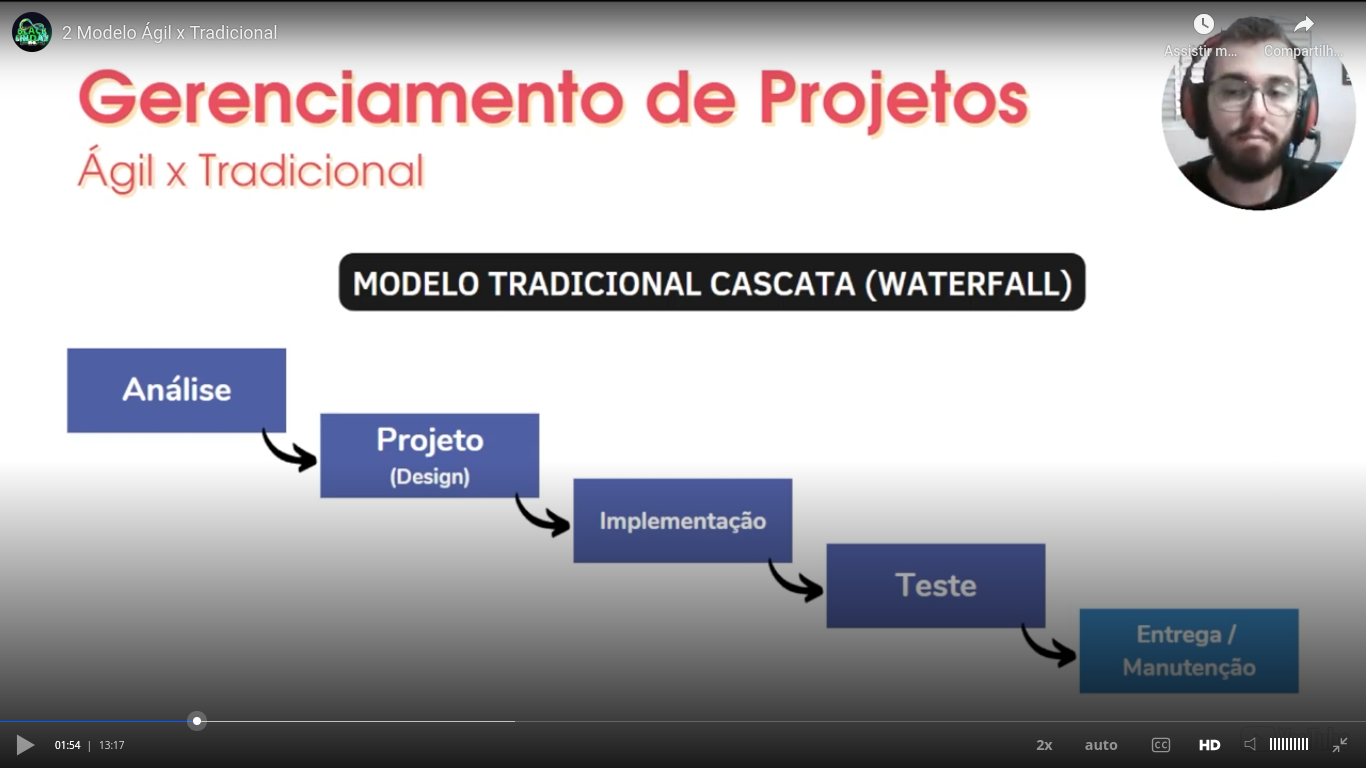 2 Modelo Ágil x Tradicional
Assistir m...
Compartilh...
Gerenciamento de Projetos
Ágil x Tradicional
MODELO TRADICIONAL CASCATA (WATERFALL)
Análise
Projeto
(Design)
Implementação
Teste
Entrega /
Manutenção
01:54 | 13:17
2x auto CC HD